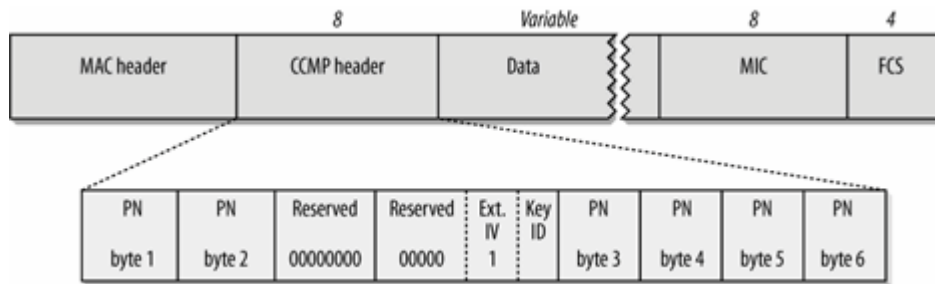 8 Variable 8 4
MAC header CCMP header Data MIC FCS
PN PN Reserved Reserved Ext. IV Key ID PN PN PN PN
byte 1 byte 2 00000000 00000 1 byte 3 byte 4 byte 5 byte 6